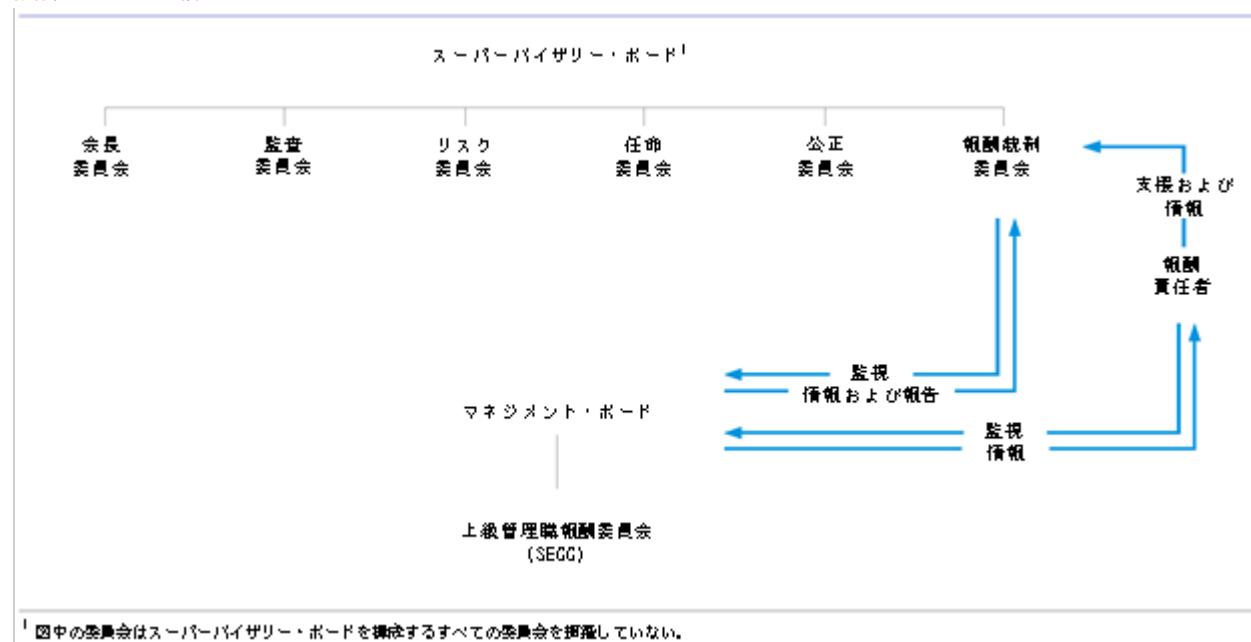 スーパーバイザリー・ボード¹
会長
委員会
監査
委員会
リスク
委員会
任命
委員会
公正
委員会
報酬統制
委員会
支援および
情報
報酬
責任者
監視
情報および報告
マネジメント・ボード
監視
情報
上級管理職報酬委員会
(SECC)
¹ 図中の委員会はスーパーバイザリー・ボードを構成するすべての委員会を網羅していない。